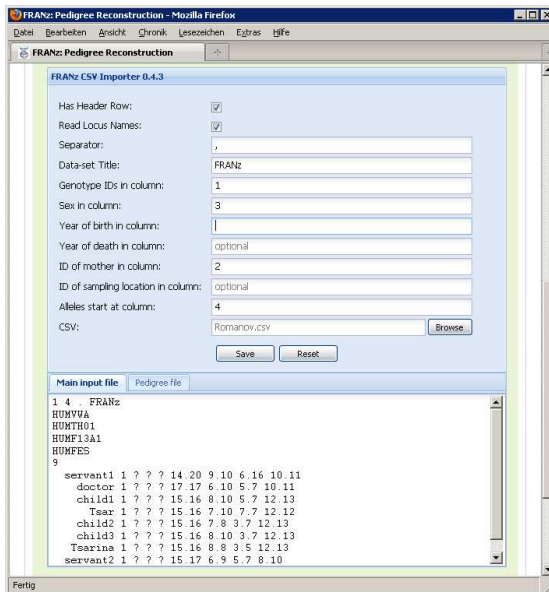 FRANz: Pedigree Reconstruction - Mozilla Firefox
Datei Bearbeiten Ansicht Chronik Lesezeichen Extras Hilfe
FRANz: Pedigree Reconstruction
FRANz CSV Importer 0.4.3
Has Header Row:
Read Locus Names:
Separator: ,
Data-set Title: FRANz
Genotype IDs in column: 1
Sex in column: 3
Year of birth in column:
Year of death in column: optional
ID of mother in column: 2
ID of sampling location in column: optional
Alleles start at column: 4
CSV: Romanov.csv Browse
Save Reset
Main input file Pedigree file
1 4 . FRANz
HUMVWA
HUMTH01
HUMF13A1
HUMFES
9
servant1 1 ? ? ? 14.20 9.10 6.16 10.11
doctor 1 ? ? ? 17.17 6.10 5.7 10.11
child1 1 ? ? ? 15.16 8.10 5.7 12.13
Tsar 1 ? ? ? 15.16 7.10 7.7 12.12
child2 1 ? ? ? 15.16 7.8 3.7 12.13
child3 1 ? ? ? 15.16 8.10 3.7 12.13
Tsarina 1 ? ? ? 15.16 8.8 3.5 12.13
servant2 1 ? ? ? 15.17 6.9 5.7 8.10
Fertig